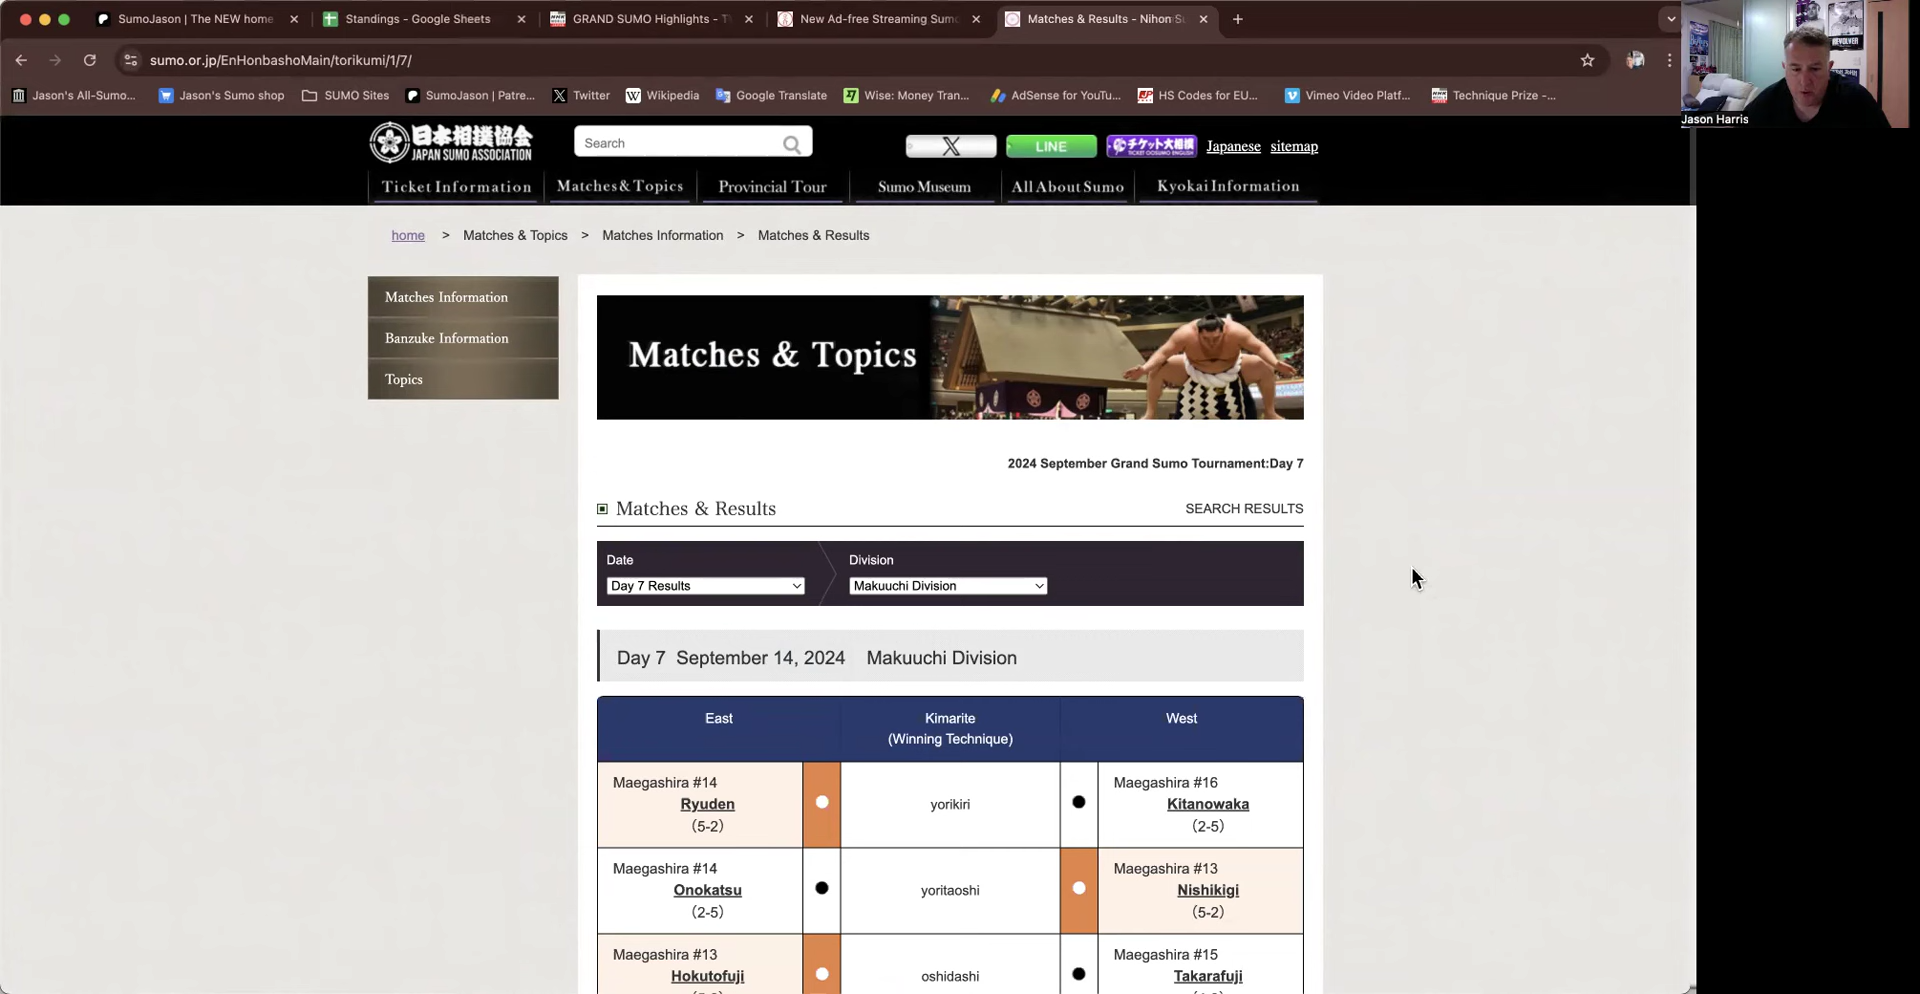 SumoJason | The NEW home
Standings - Google Sheets
GRAND SUMO Highlights - TV
New Ad-free Streaming Sumo
Matches & Results - Nihon Su
sumo.or.jp/EnHonbashoMain/torikumi/1/7/
Jason's All-Sumo...
Jason's Sumo shop
SUMO Sites
SumoJason | Patre...
Twitter
Wikipedia
Google Translate
Wise: Money Tran...
AdSense for YouTu...
HS Codes for EU...
Vimeo Video Platf...
Technique Prize -...
REVOLVER
Jason Harris
日本相撲協会
JAPAN SUMO ASSOCIATION
Search
X
LINE
チケット大相撲
TICKET OOSUMO ENGLISH
Japanese
sitemap
Ticket Information
Matches & Topics
Provincial Tour
Sumo Museum
All About Sumo
Kyokai Information
home > Matches & Topics > Matches Information > Matches & Results
Matches Information
Banzuke Information
Topics
Matches & Topics
2024 September Grand Sumo Tournament:Day 7
Matches & Results
SEARCH RESULTS
Date
Division
Day 7 Results
Makuuchi Division
Day 7 September 14, 2024 Makuuchi Division
East
Kimarite
(Winning Technique)
West
Maegashira #14
Ryuden
(5-2)
yorikiri
Maegashira #16
Kitanowaka
(2-5)
Maegashira #14
Onokatsu
(2-5)
yoritaoshi
Maegashira #13
Nishikigi
(5-2)
Maegashira #13
Hokutofuji
oshidashi
Maegashira #15
Takarafuji